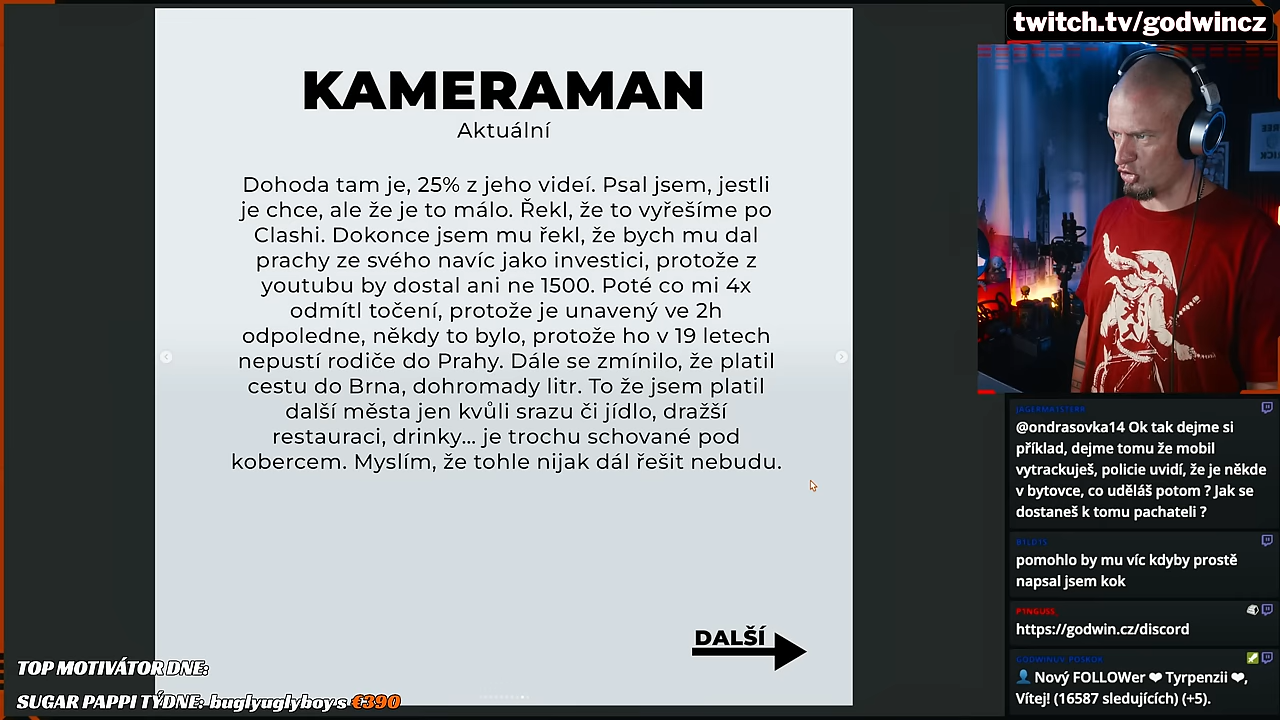 twitch.tv/godwincz
KAMERAMAN
Aktuální
Dohoda tam je, 25% z jeho videí. Psal jsem, jestli
je chce, ale že je to málo. Řekl, že to vyřešíme po
Clashi. Dokonce jsem mu řekl, že bych mu dal
prachy ze svého navíc jako investici, protože z
youtubu by dostal ani ne 1500. Poté co mi 4x
odmítl točení, protože je unavený ve 2h
odpoledne, někdy to bylo, protože ho v 19 letech
nepustí rodiče do Prahy. Dále se zmínilo, že platil
cestu do Brna, dohromady litr. To že jsem platil
další města jen kvůli srazu či jídlo, dražší
restauraci, drinky... je trochu schované pod
kobercem. Myslím, že tohle nijak dál řešit nebudu.
DALŠÍ
TOP MOTIVÁTOR DNE:
SUGAR PAPPI TÝDNE: buglyuglyboys €390
@ondrasovka14 Ok tak dejme si
příklad, dejme tomu že mobil
vytrackuješ, policie uvidí, že je někde
v bytovce, co uděláš potom ? Jak se
dostaneš k tomu pachateli ?
pomohlo by mu víc kdyby prostě
napsal jsem kok
P1NGUSS
https://godwin.cz/discord
GODWINUV_POSKOK
Nový FOLLOWer ❤ Tyrpenzii ❤,
Vítej! (16587 sledujících) (+5).